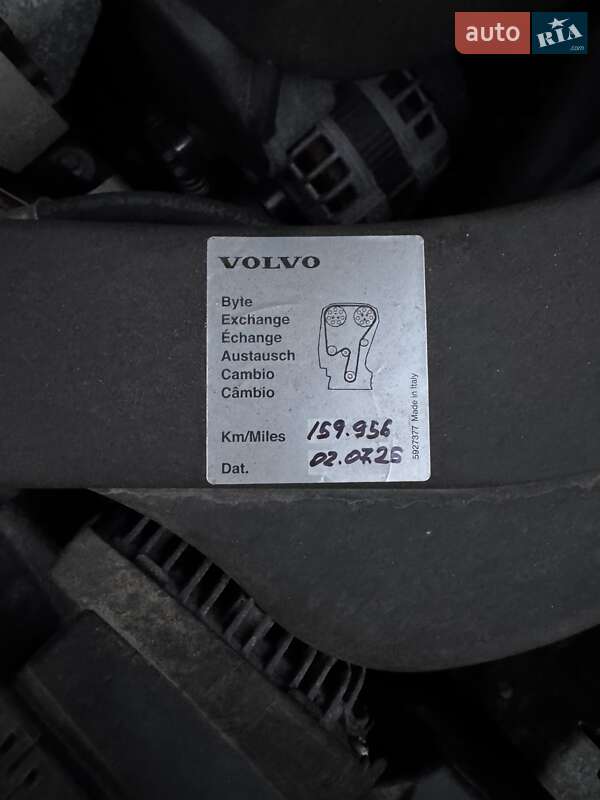 auto RIA.com
VOLVO
Byte
Exchange
Échange
Austausch
Cambio
Câmbio
Km/Miles 159.956
Dat. 02.07.25
5927377 Made in Italy